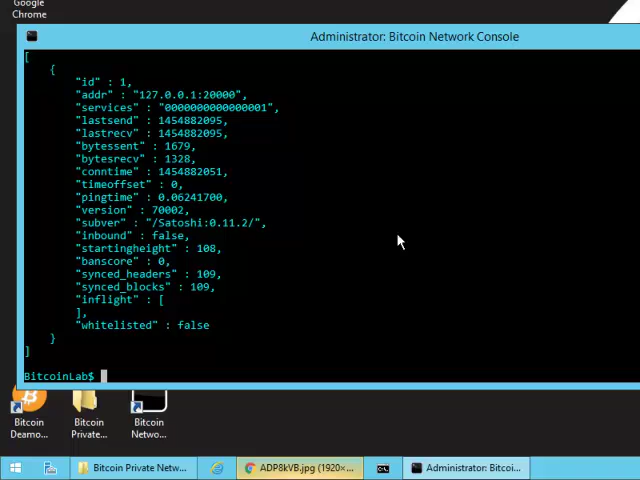 Google
Chrome
Administrator: Bitcoin Network Console
[
{
"id" : 1,
"addr" : "127.0.0.1:20000",
"services" : "0000000000000001",
"lastsend" : 1454882095,
"lastrecv" : 1454882095,
"bytessent" : 1679,
"bytesrecv" : 1328,
"conntime" : 1454882051,
"timeoffset" : 0,
"pingtime" : 0.06241700,
"version" : 70002,
"subver" : "/Satoshi:0.11.2/",
"inbound" : false,
"startingheight" : 108,
"banscore" : 0,
"synced_headers" : 109,
"synced_blocks" : 109,
"inflight" : [
],
"whitelisted" : false
}
]
BitcoinLab$
Bitcoin Deamo...
Bitcoin Private...
Bitcoin Netwo...
Bitcoin Private Netw...
ADP8kVB.jpg (1920×...
Administrator: Bitcoi...